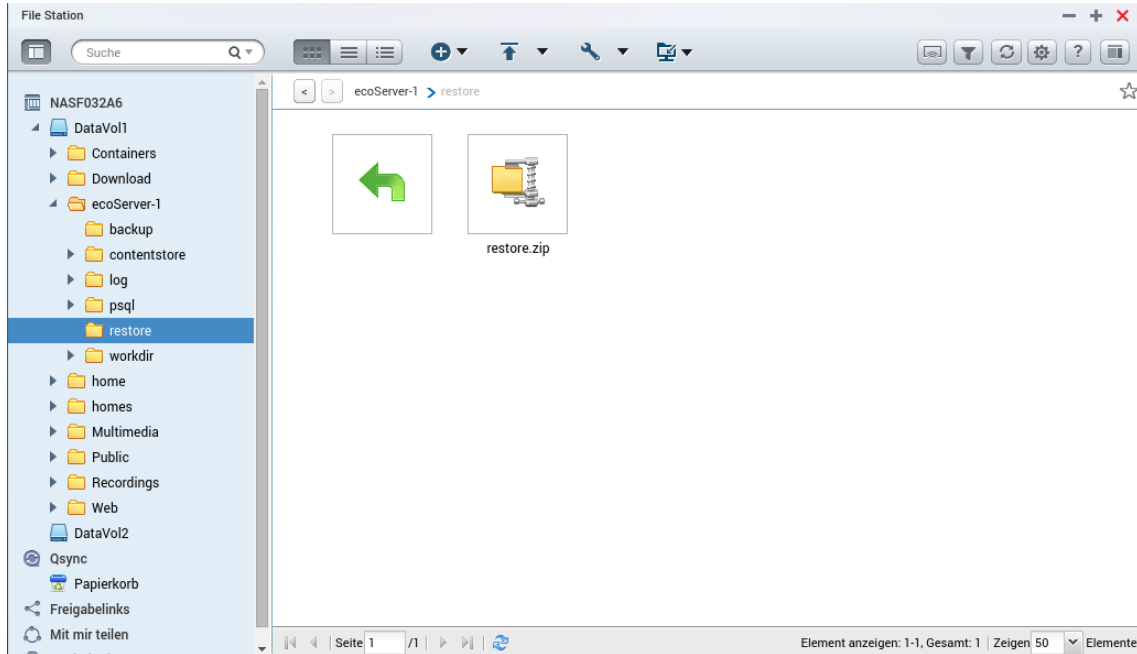 File Station
Suche
?
NASF032A6
ecoServer-1 restore
DataVol1
Containers
Download
ecoServer-1
backup
contentstore
log
psql
restore
workdir
home
homes
Multimedia
Public
Recordings
Web
DataVol2
Qsync
Papierkorb
Freigabelinks
Mit mir teilen
restore.zip
Seite 1 /1
Element anzeigen: 1-1, Gesamt: 1 Zeigen 50 Elemente